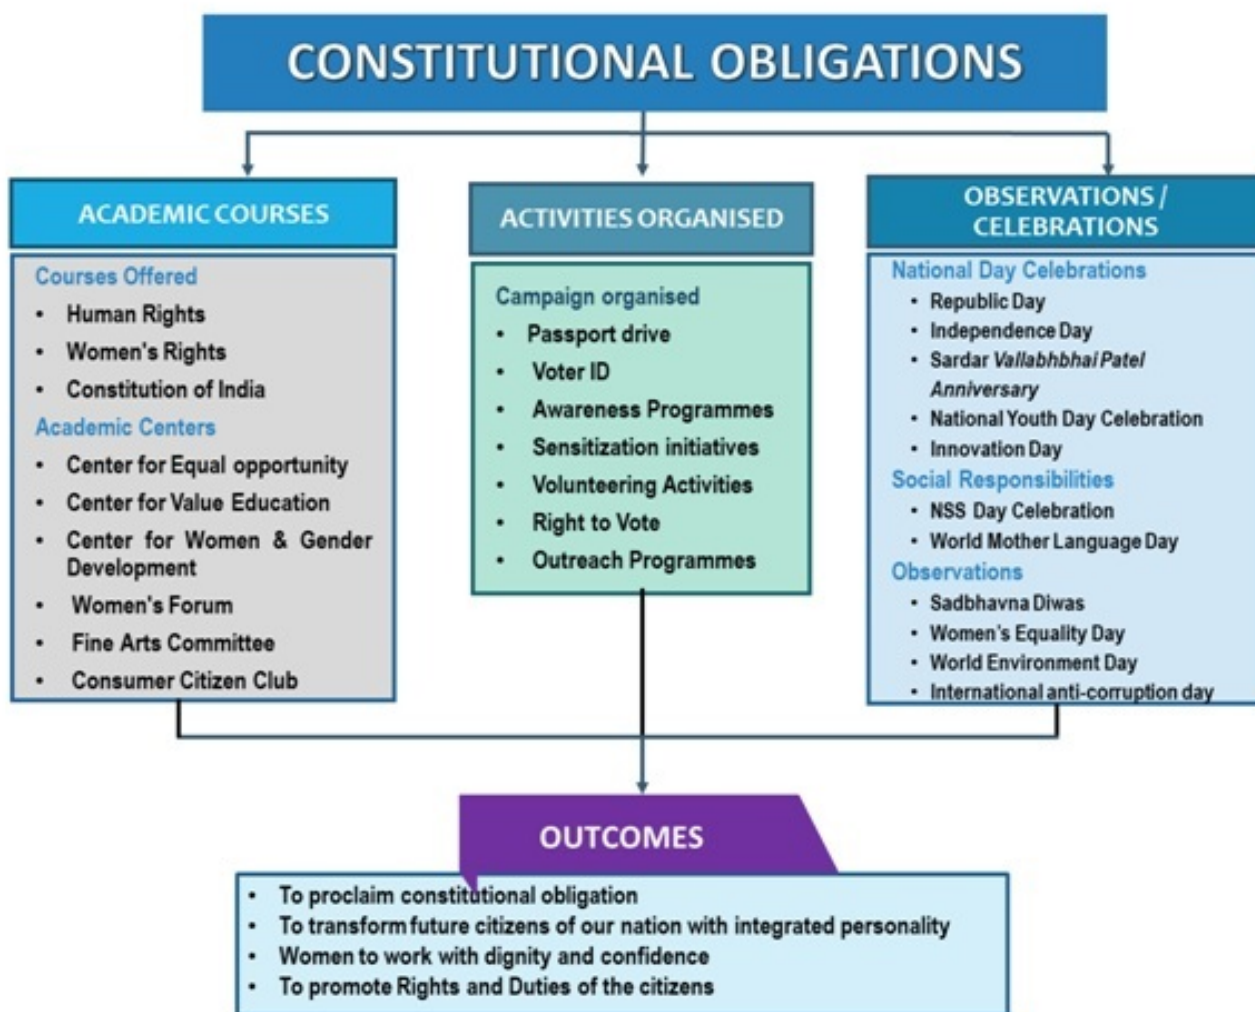 CONSTITUTIONAL OBLIGATIONS
ACADEMIC COURSES
Courses Offered
• Human Rights
• Women's Rights
• Constitution of India
Academic Centers
• Center for Equal opportunity
• Center for Value Education
• Center for Women & Gender
Development
• Women's Forum
• Fine Arts Committee
• Consumer Citizen Club
ACTIVITIES ORGANISED
Campaign organised
• Passport drive
• Voter ID
• Awareness Programmes
• Sensitization initiatives
• Volunteering Activities
• Right to Vote
• Outreach Programmes
OBSERVATIONS /
CELEBRATIONS
National Day Celebrations
• Republic Day
• Independence Day
• Sardar Vallabhbhai Patel
Anniversary
• National Youth Day Celebration
• Innovation Day
Social Responsibilities
• NSS Day Celebration
• World Mother Language Day
Observations
• Sadbhavna Diwas
• Women's Equality Day
• World Environment Day
• International anti-corruption day
OUTCOMES
• To proclaim constitutional obligation
• To transform future citizens of our nation with integrated personality
• Women to work with dignity and confidence
• To promote Rights and Duties of the citizens